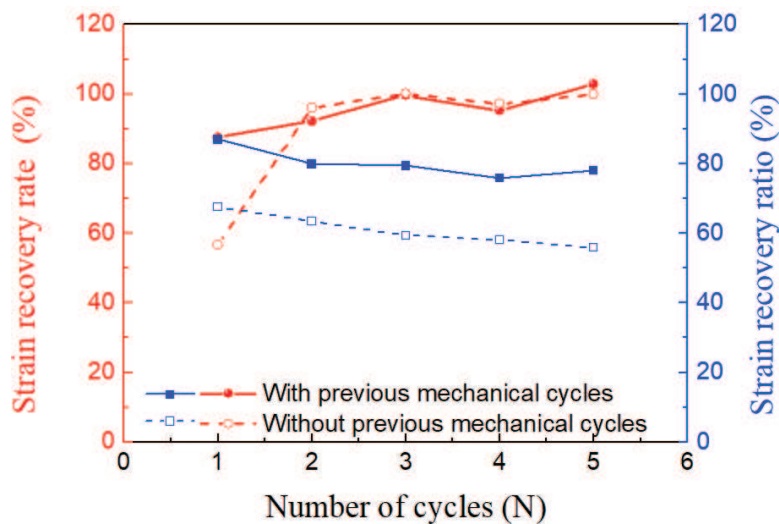 120
100
80
60
40
20
0
Strain recovery rate (%)
120
100
80
60
40
20
0
Strain recovery ratio (%)
With previous mechanical cycles
Without previous mechanical cycles
0 1 2 3 4 5 6
Number of cycles (N)